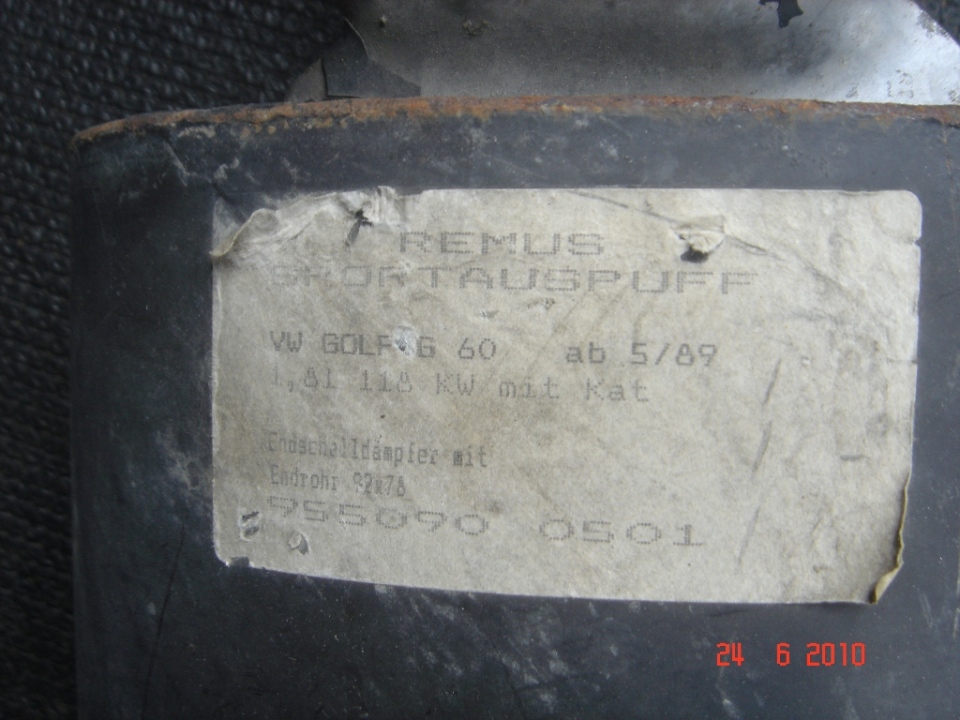 REMUS
SPORTAUSPUFF
VW GOLF G 60 ab 5/89
1,8l 118 KW mit Kat
Endschalldämpfer mit
Endrohr 92x78
955090 0501
24 6 2010